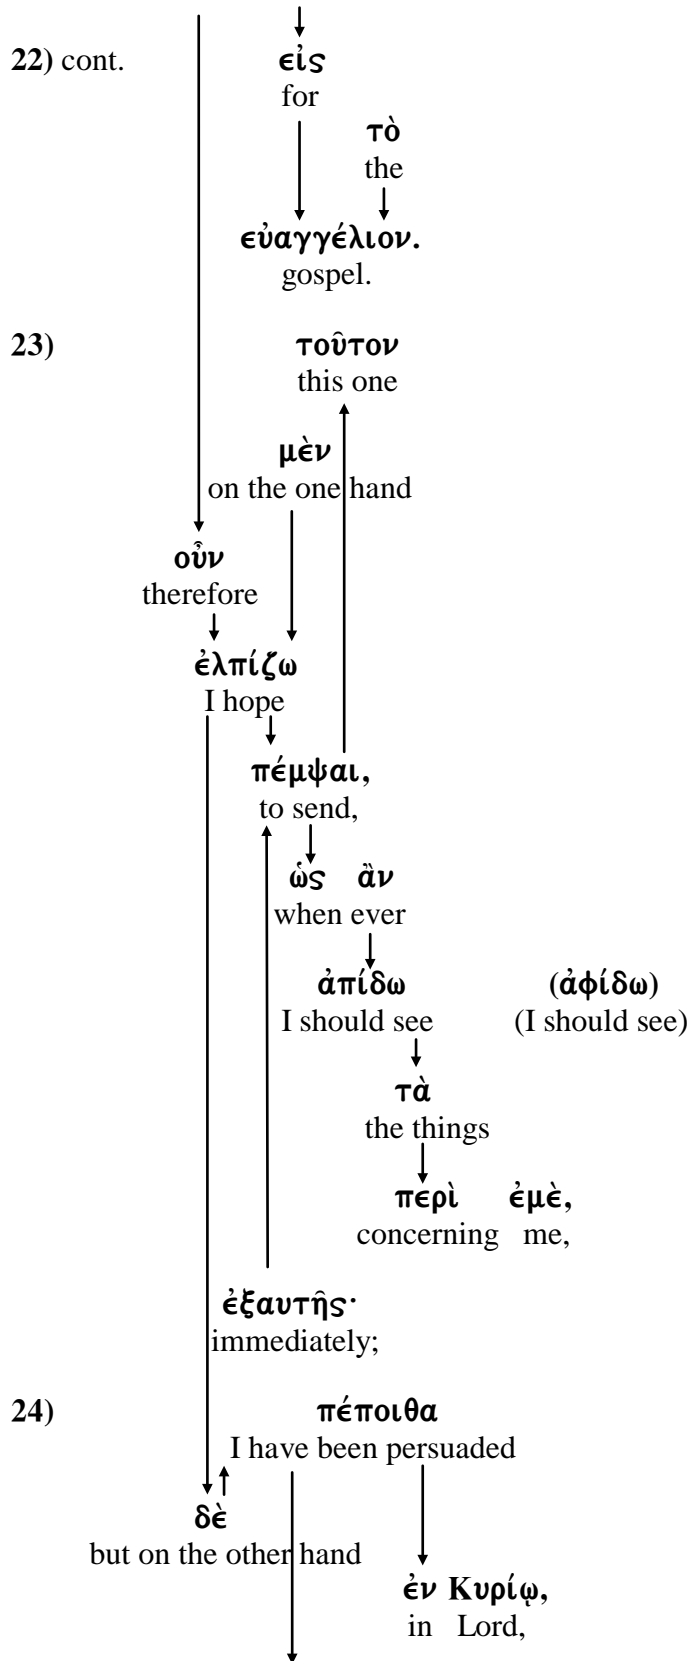 22) cont. εἰς
for
τὸ
the
εὐαγγέλιον.
gospel.
23) τοῦτον
this one
μὲν
on the one hand
οὖν
therefore
ἐλπίζω
I hope
πέμψαι,
to send,
ὡς ἂν
when ever
ἀπίδω (ἀφίδω)
I should see (I should see)
τὰ
the things
περὶ ἐμὲ,
concerning me,
ἐξαυτῆς·
immediately;
24) πέποιθα
I have been persuaded
δὲ
but on the other hand
ἐν Κυρίῳ,
in Lord,